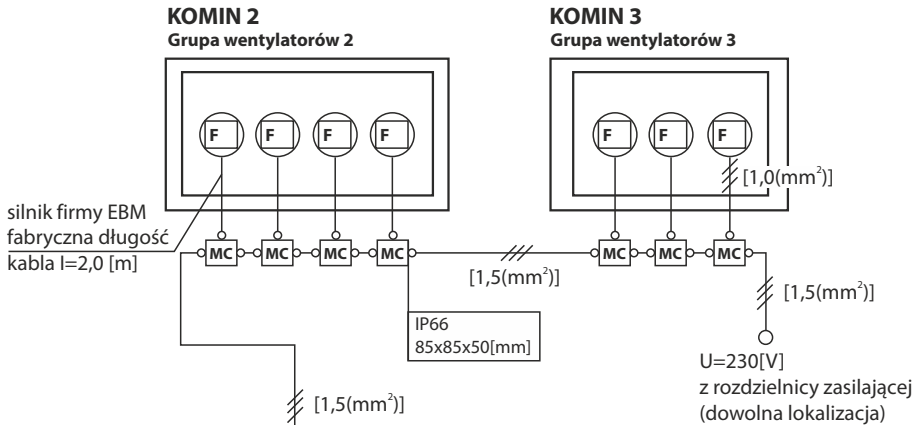 KOMIN 2
Grupa wentylatorów 2
KOMIN 3
Grupa wentylatorów 3
F F F F
F F F
[1,0(mm²)]
silnik firmy EBM
fabryczna długość
kabla I=2,0 [m]
MC MC MC MC
MC MC MC
[1,5(mm²)]
[1,5(mm²)]
IP66
85x85x50[mm]
U=230[V]
z rozdzielnicy zasilającej
(dowolna lokalizacja)
[1,5(mm²)]